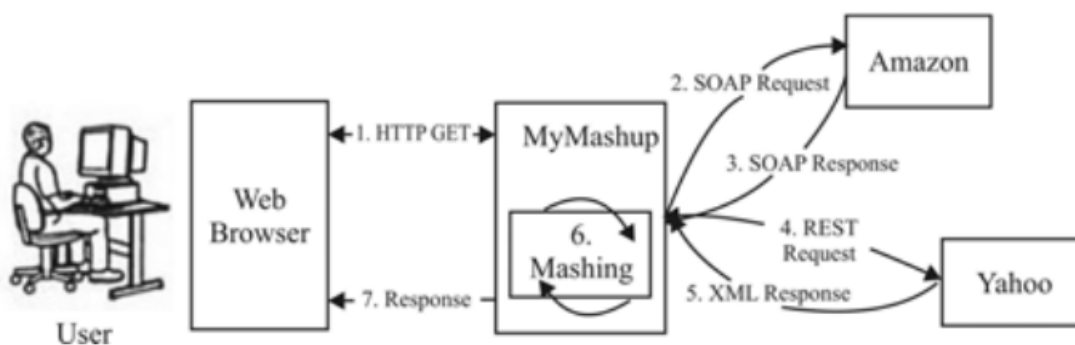 Amazon
2. SOAP Request
1. HTTP GET
MyMashup
3. SOAP Response
Web
Browser
6.
Mashing
4. REST
Request
7. Response
5. XML Response
Yahoo
User